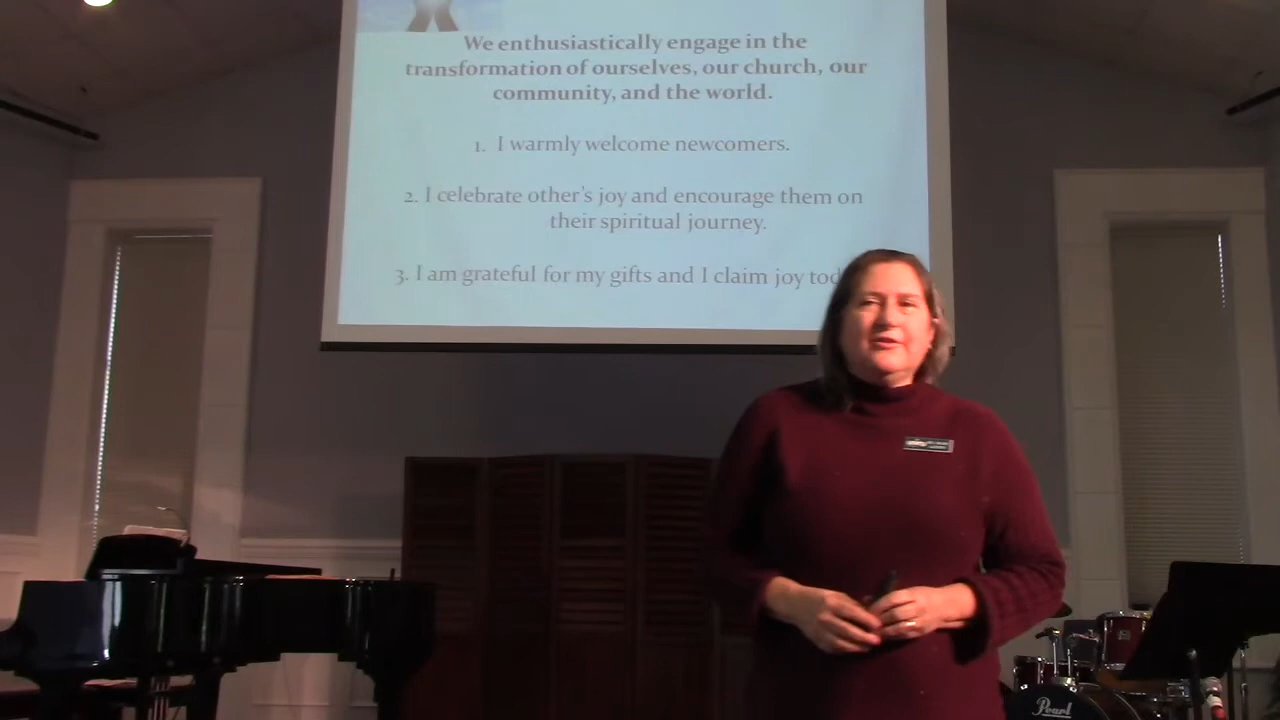 We enthusiastically engage in the
transformation of ourselves, our church, our
community, and the world.
1. I warmly welcome newcomers.
2. I celebrate other's joy and encourage them on
their spiritual journey.
3. I am grateful for my gifts and I claim joy tod
Pearl